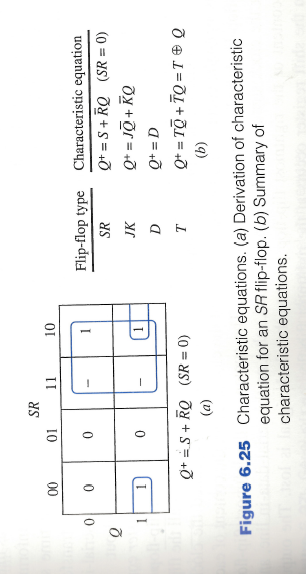 SR
00 01 11 10
Q
0 0 0 – 1
1 1 0 – 1
Q⁺ = S + R̅Q (SR = 0)
(a)
Flip-flop type Characteristic equation
SR Q⁺ = S + R̅Q (SR = 0)
JK Q⁺ = JQ̅ + K̅Q
D Q⁺ = D
T Q⁺ = TQ̅ + T̅Q = T ⊕ Q
(b)
Figure 6.25 Characteristic equations. (a) Derivation of characteristic
equation for an SR flip-flop. (b) Summary of
characteristic equations.